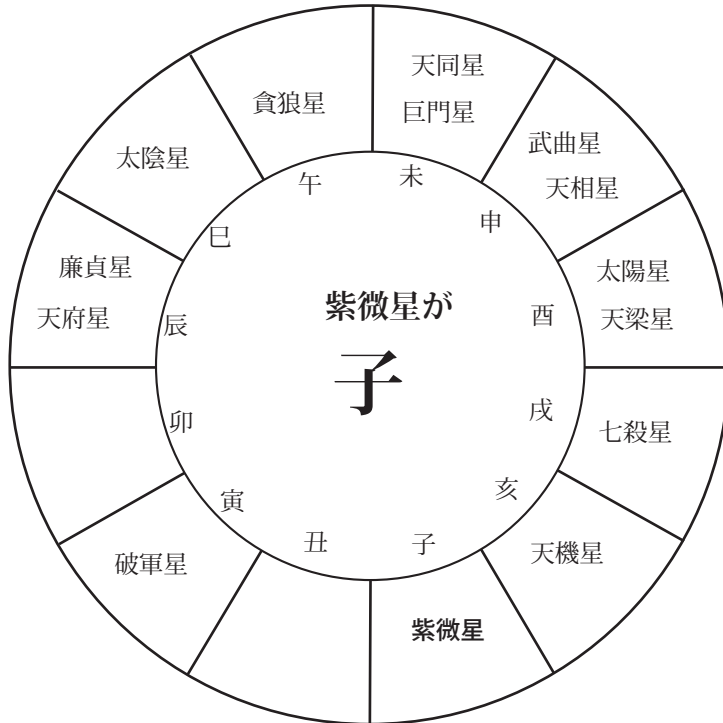 貪狼星
天同星
巨門星
武曲星
天相星
太陽星
天梁星
七殺星
天機星
紫微星
破軍星
廉貞星
天府星
太陰星
午
未
申
酉
戌
亥
子
丑
寅
卯
辰
巳
紫微星が
子